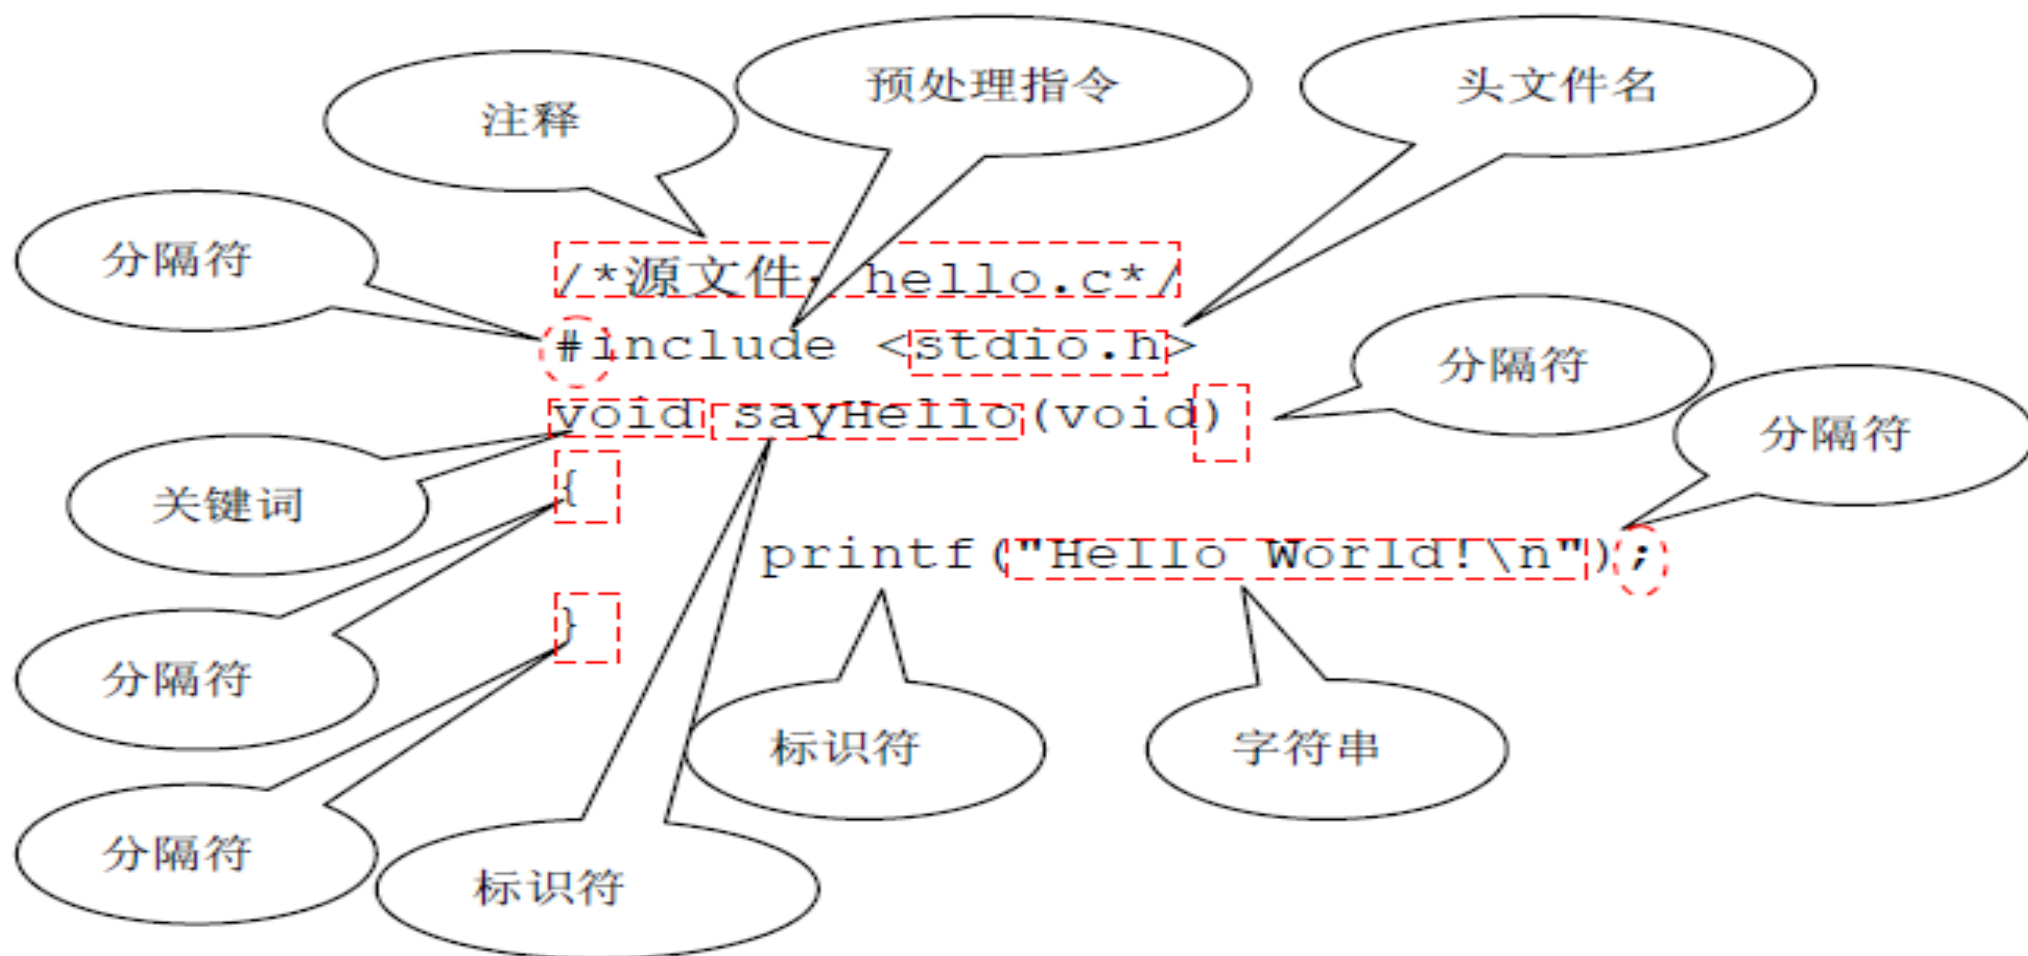 预处理指令
头文件名
注释
分隔符
/*源文件: hello.c*/
#include <stdio.h>
分隔符
void sayHello(void)
分隔符
{
关键词
printf("Hello World!\n");
}
分隔符
标识符
字符串
分隔符
标识符